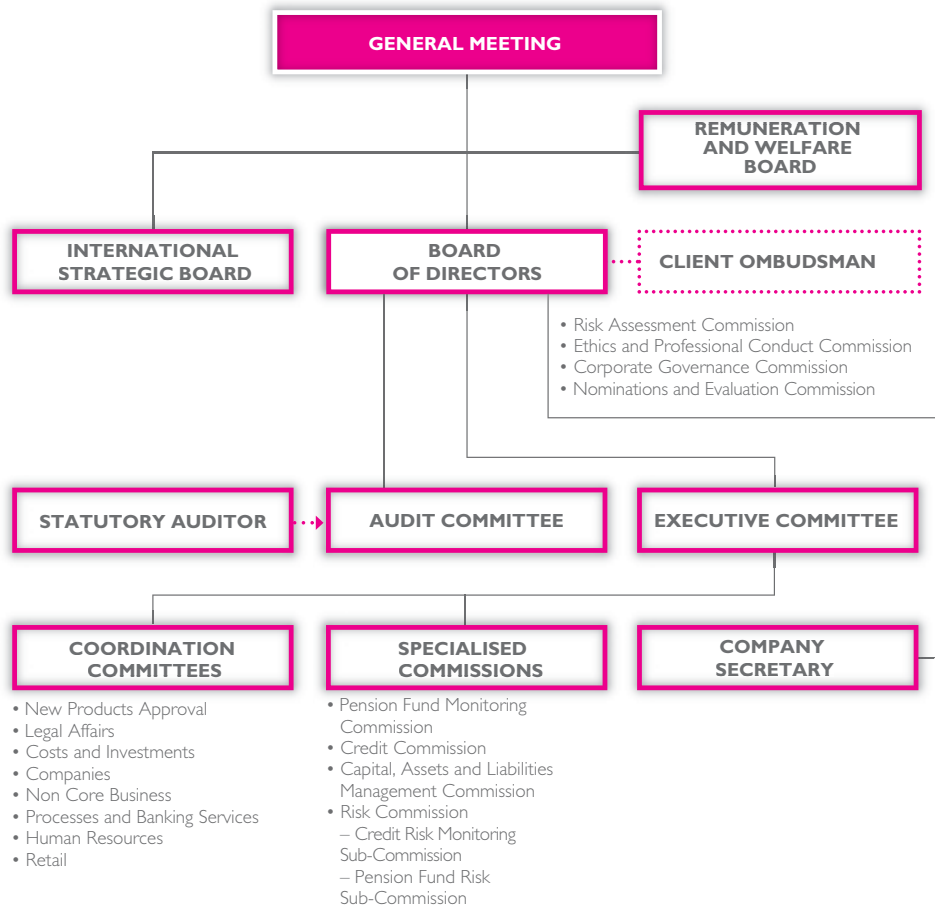 GENERAL MEETING
REMUNERATION
AND WELFARE
BOARD
INTERNATIONAL
STRATEGIC BOARD
BOARD
OF DIRECTORS
CLIENT OMBUDSMAN
• Risk Assessment Commission
• Ethics and Professional Conduct Commission
• Corporate Governance Commission
• Nominations and Evaluation Commission
STATUTORY AUDITOR
AUDIT COMMITTEE
EXECUTIVE COMMITTEE
COORDINATION
COMMITTEES
• New Products Approval
• Legal Affairs
• Costs and Investments
• Companies
• Non Core Business
• Processes and Banking Services
• Human Resources
• Retail
SPECIALISED
COMMISSIONS
• Pension Fund Monitoring
Commission
• Credit Commission
• Capital, Assets and Liabilities
Management Commission
• Risk Commission
– Credit Risk Monitoring
Sub-Commission
– Pension Fund Risk
Sub-Commission
COMPANY
SECRETARY